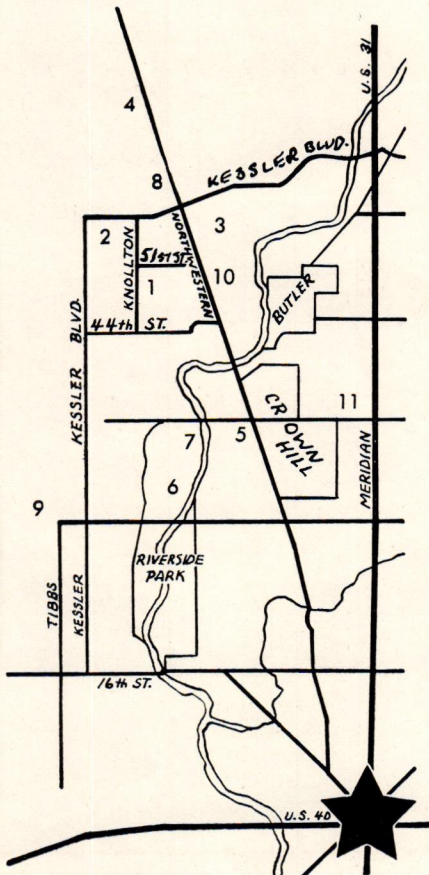 U.S. 31
4
8
KESSLER BLVD.
2
KNOLLTON
NORTHWESTERN
3
51ST ST.
1
10
BUTLER
44th ST.
KESSLER BLVD.
11
CROWN
HILL
7
5
MERIDIAN
6
9
RIVERSIDE
PARK
TIBBS
KESSLER
16th ST.
U.S. 40